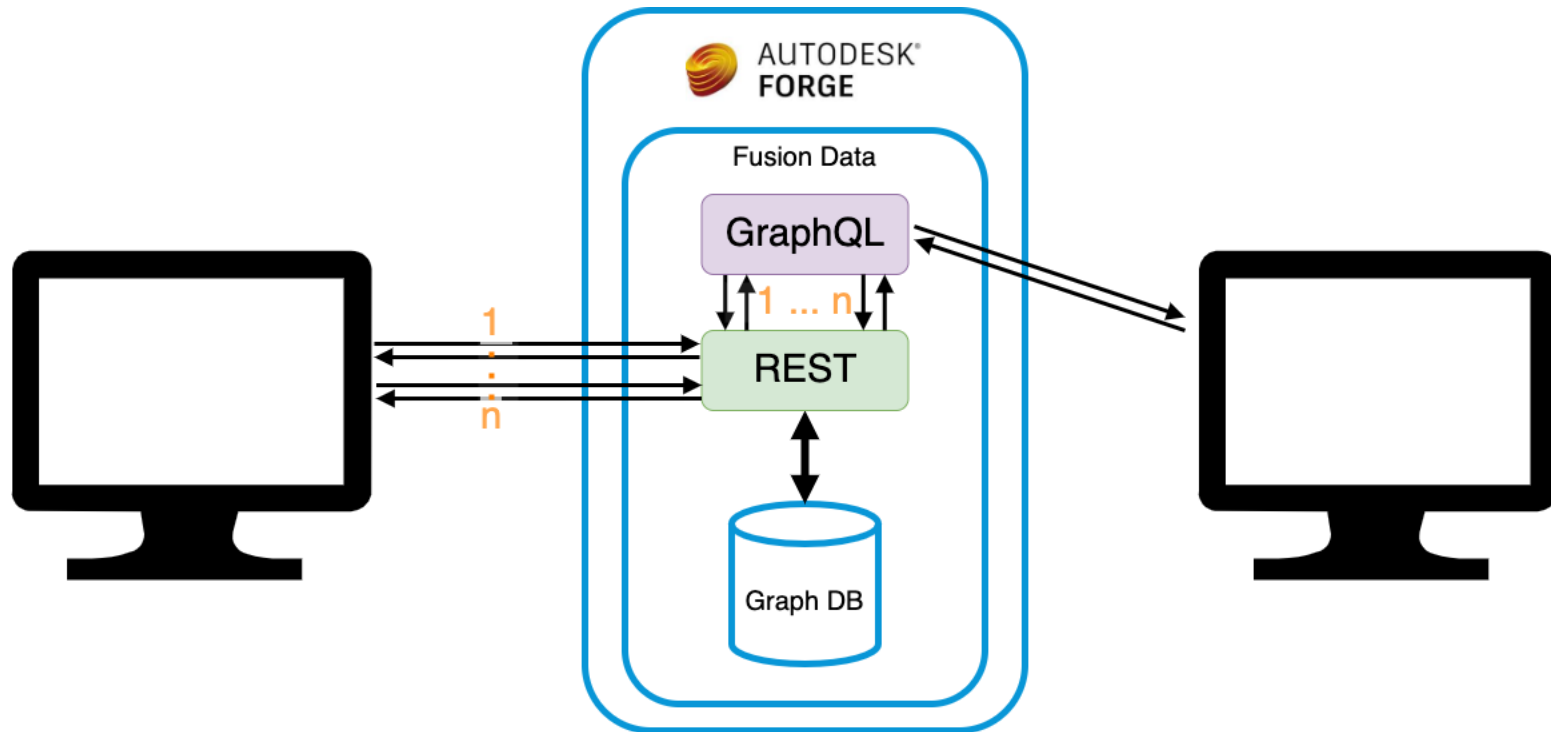 AUTODESK®
FORGE
Fusion Data
GraphQL
1 ... n
1
.
.
n
REST
Graph DB